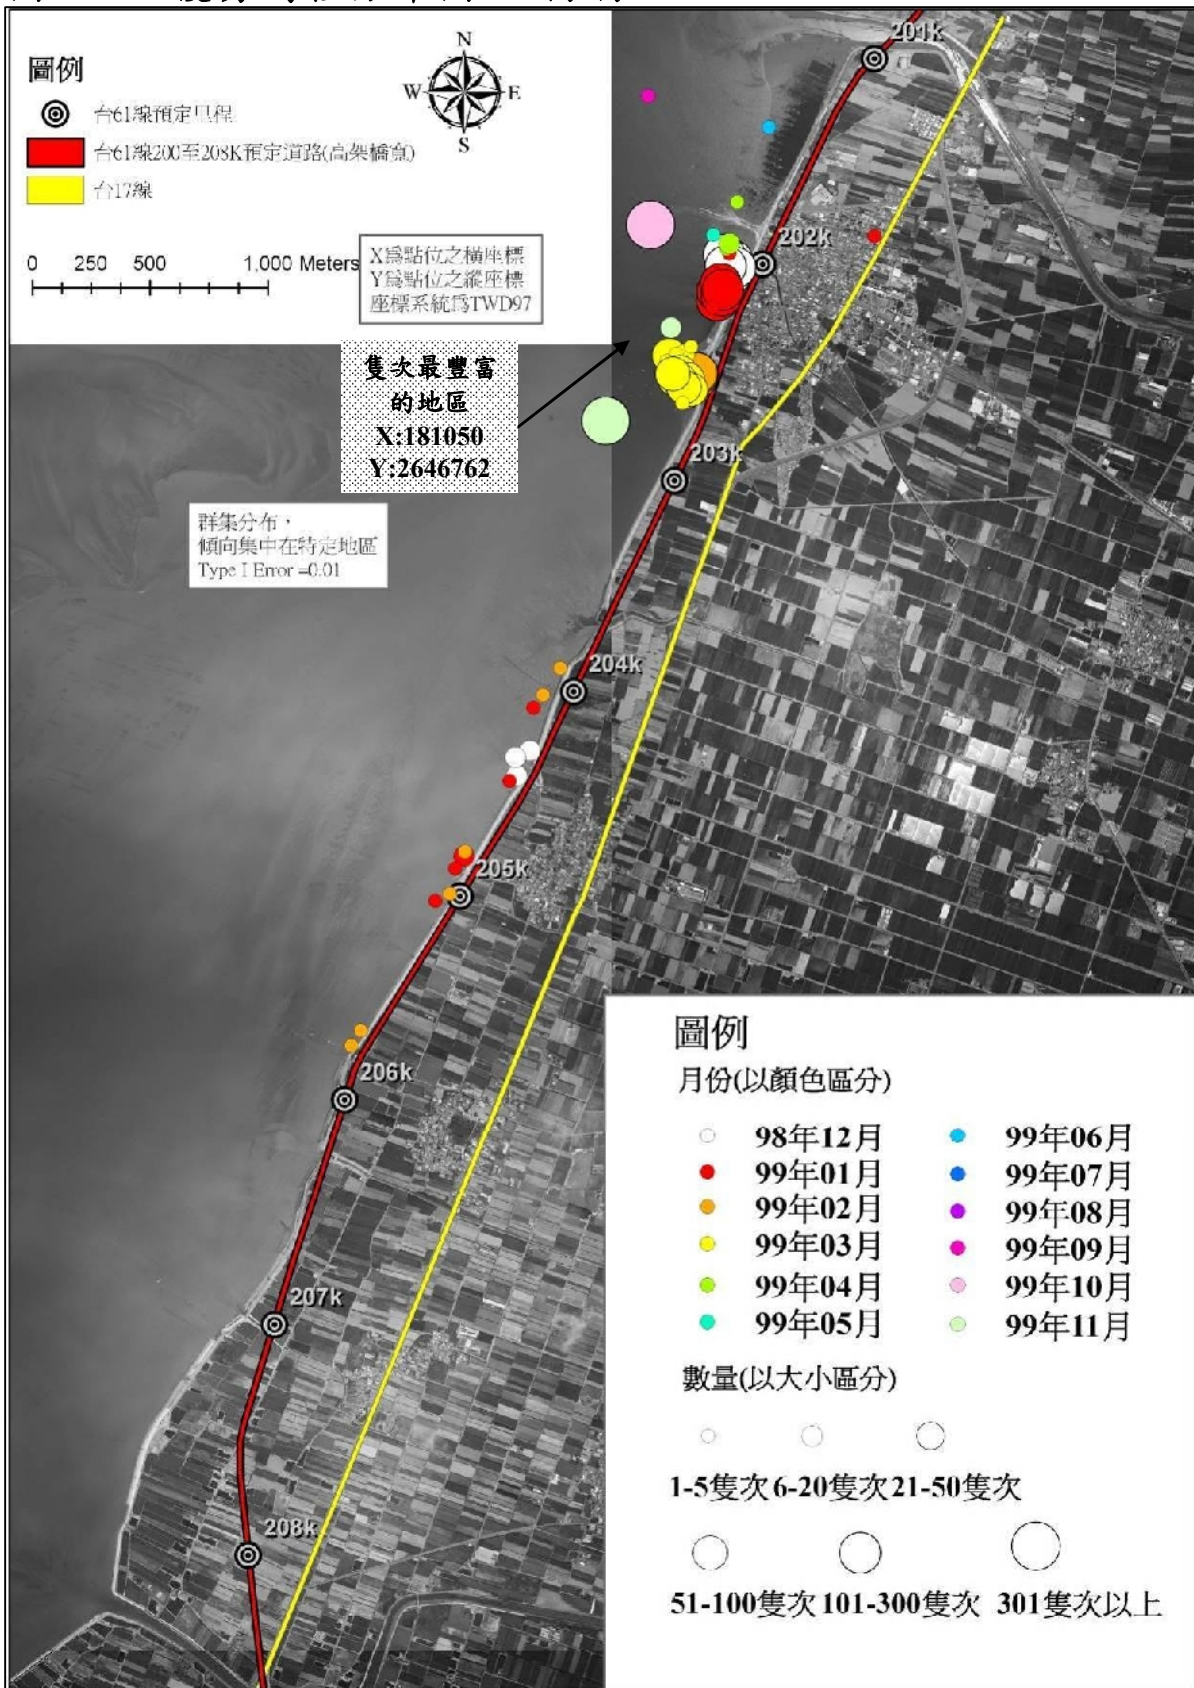 201k
圖例
N
W
E
S
台61線預定里程
台61線200至208K預定道路(高架橋寬)
台17線
202k
0 250 500 1,000 Meters
X為點位之橫座標
Y為點位之縱座標
座標系統為TWD97
隻次最豐富
的地區
X:181050
Y:2646762
203k
群集分布，
傾向集中在特定地區
Type I Error =0.01
204k
205k
206k
207k
208k
圖例
月份(以顏色區分)
98年12月 99年06月
99年01月 99年07月
99年02月 99年08月
99年03月 99年09月
99年04月 99年10月
99年05月 99年11月
數量(以大小區分)
1-5隻次 6-20隻次 21-50隻次
51-100隻次 101-300隻次 301隻次以上